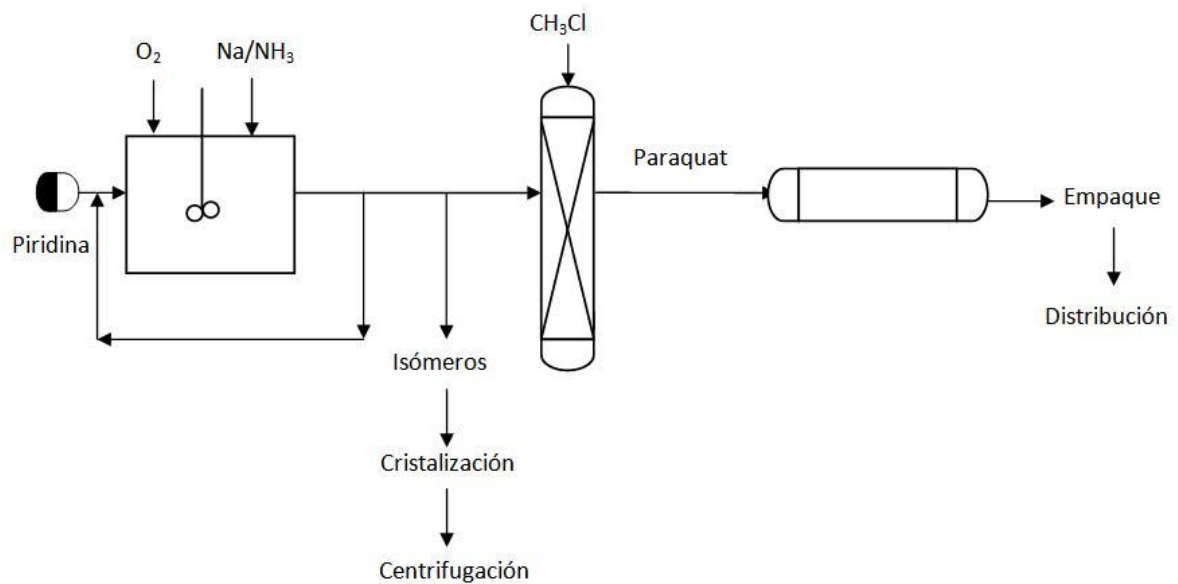 CH₃Cl
O₂
Na/NH₃
Paraquat
Empaque
Piridina
Distribución
Isómeros
Cristalización
Centrifugación